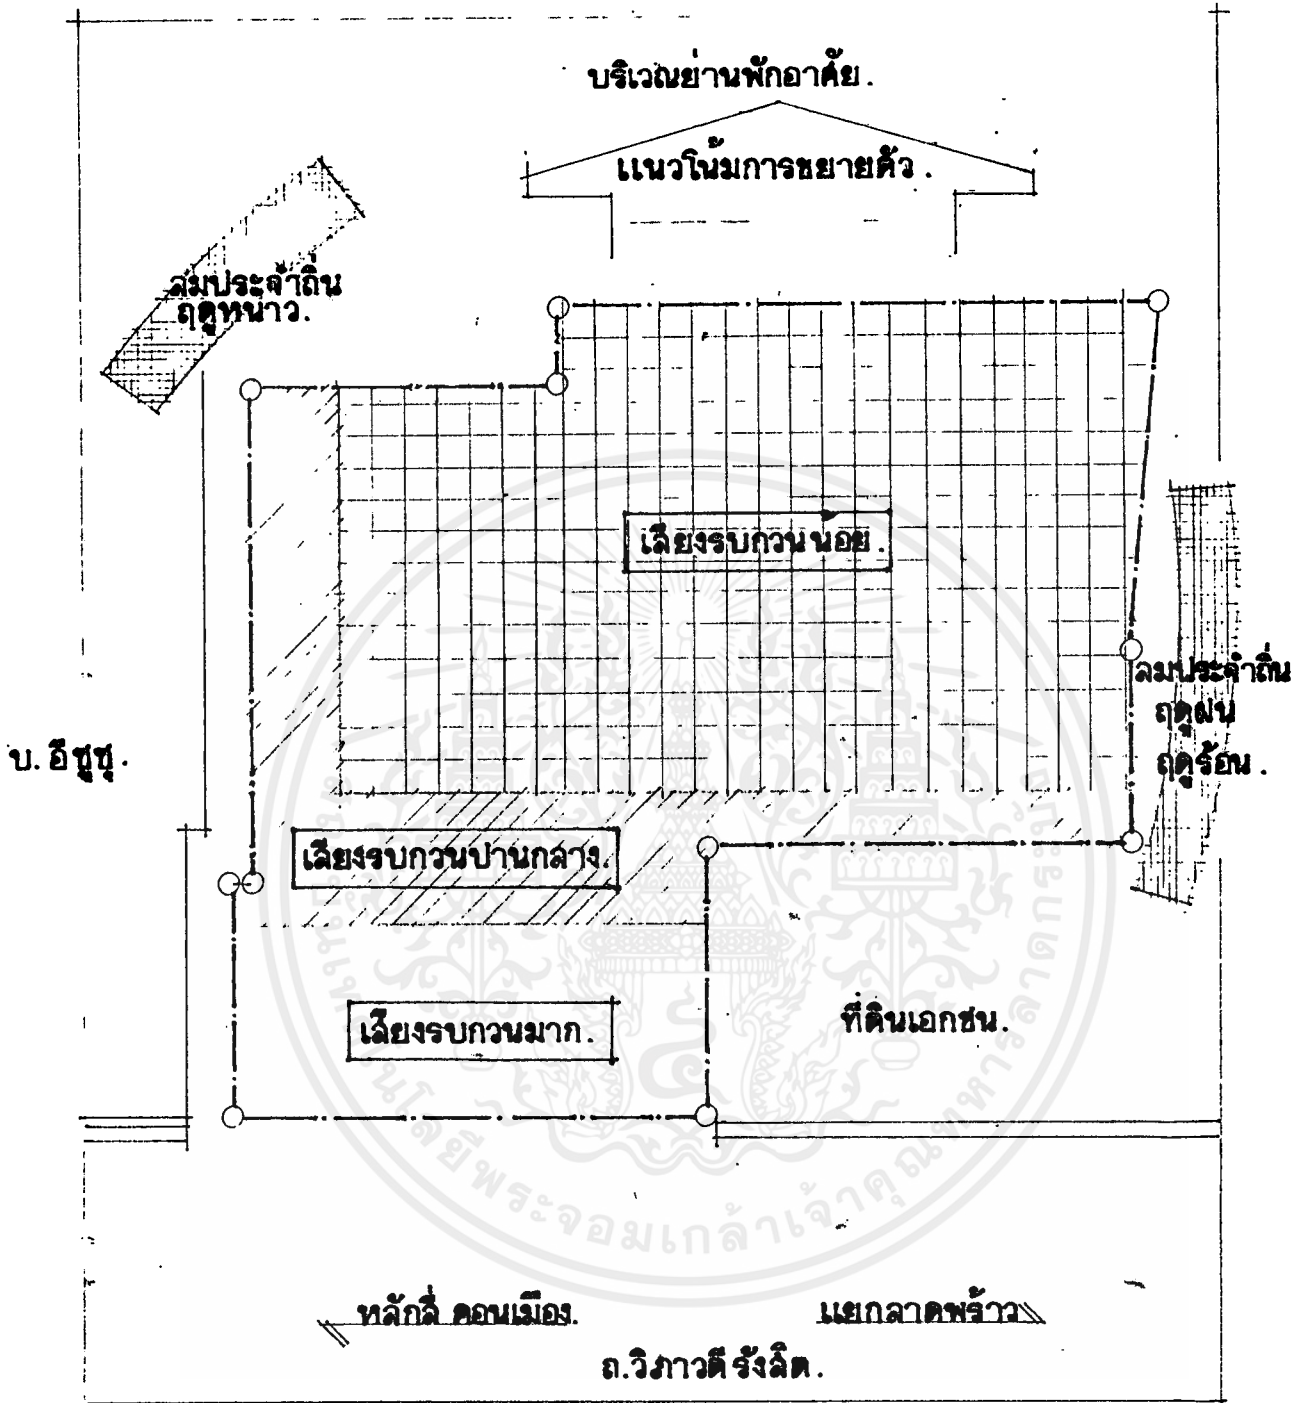 บริเวณย่านพักอาศัย.
แนวโน้มการขยายตัว.
ลมประจำถิ่น
ฤดูหนาว.
เสียงรบกวนน้อย.
ลมประจำถิ่น
ฤดูฝน
ฤดูร้อน.
บ. อีซูซุ.
เสียงรบกวนปานกลาง.
เสียงรบกวนมาก.
ที่ดินเอกชน.
หลักสี่ ดอนเมือง.
แยกลาดพร้าว
ถ.วิภาวดี รังสิต.